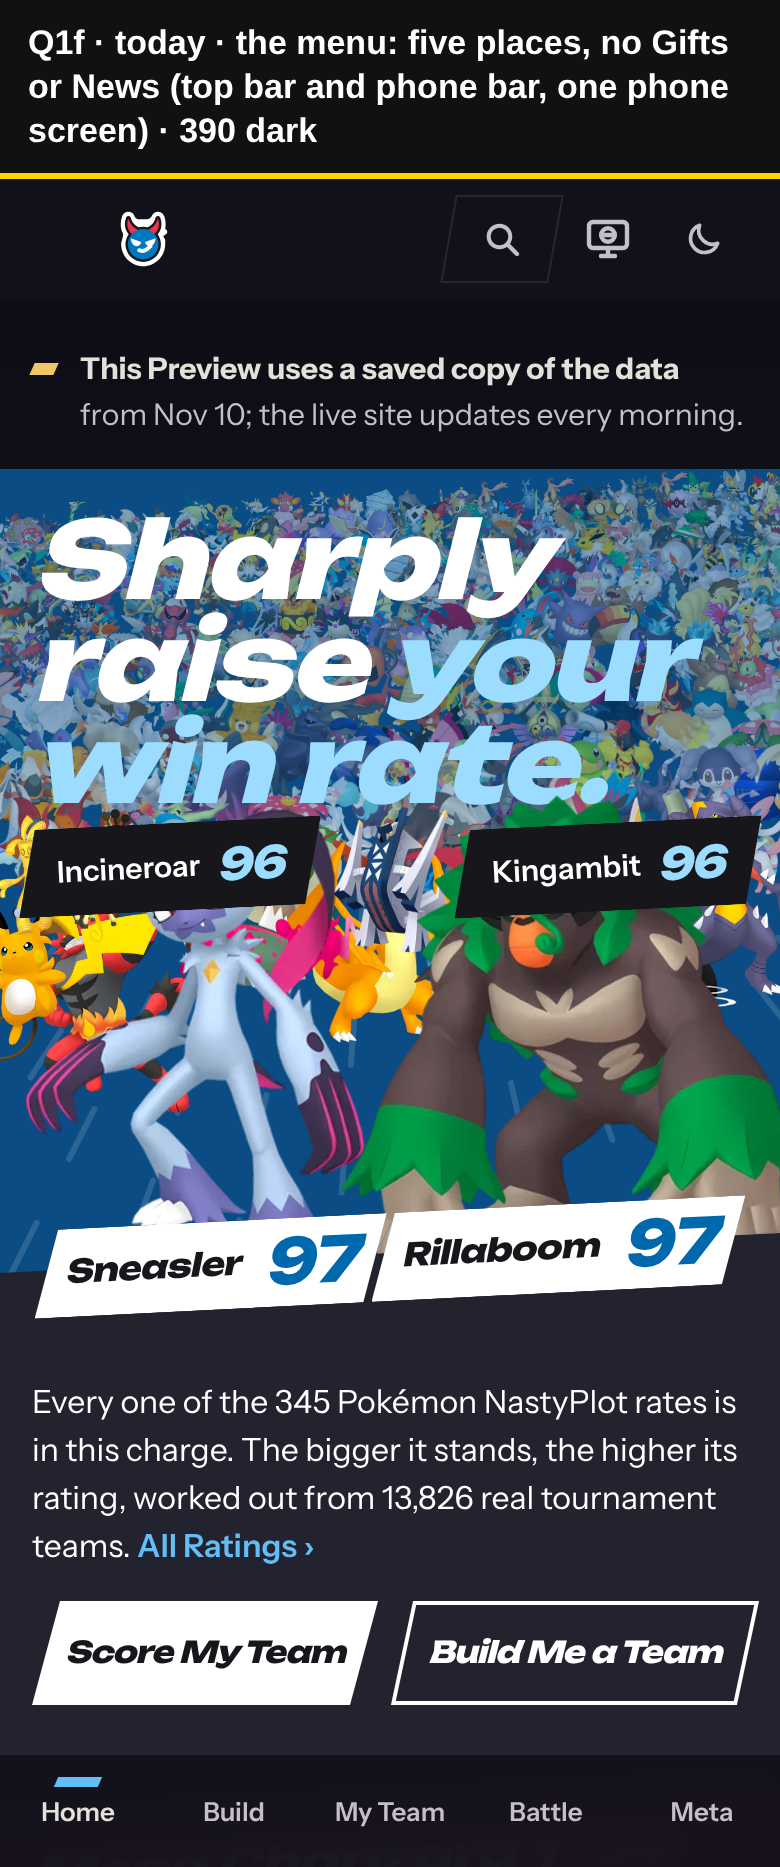 Q1f · today · the menu: five places, no Gifts
or News (top bar and phone bar, one phone
screen) · 390 dark
This Preview uses a saved copy of the data
from Nov 10; the live site updates every morning.
Sharply
raise your
win rate.
Incineroar 96
Kingambit 96
Sneasler 97
Rillaboom 97
Every one of the 345 Pokémon NastyPlot rates is
in this charge. The bigger it stands, the higher its
rating, worked out from 13,826 real tournament
teams. All Ratings ›
Score My Team
Build Me a Team
Home
Build
My Team
Battle
Meta